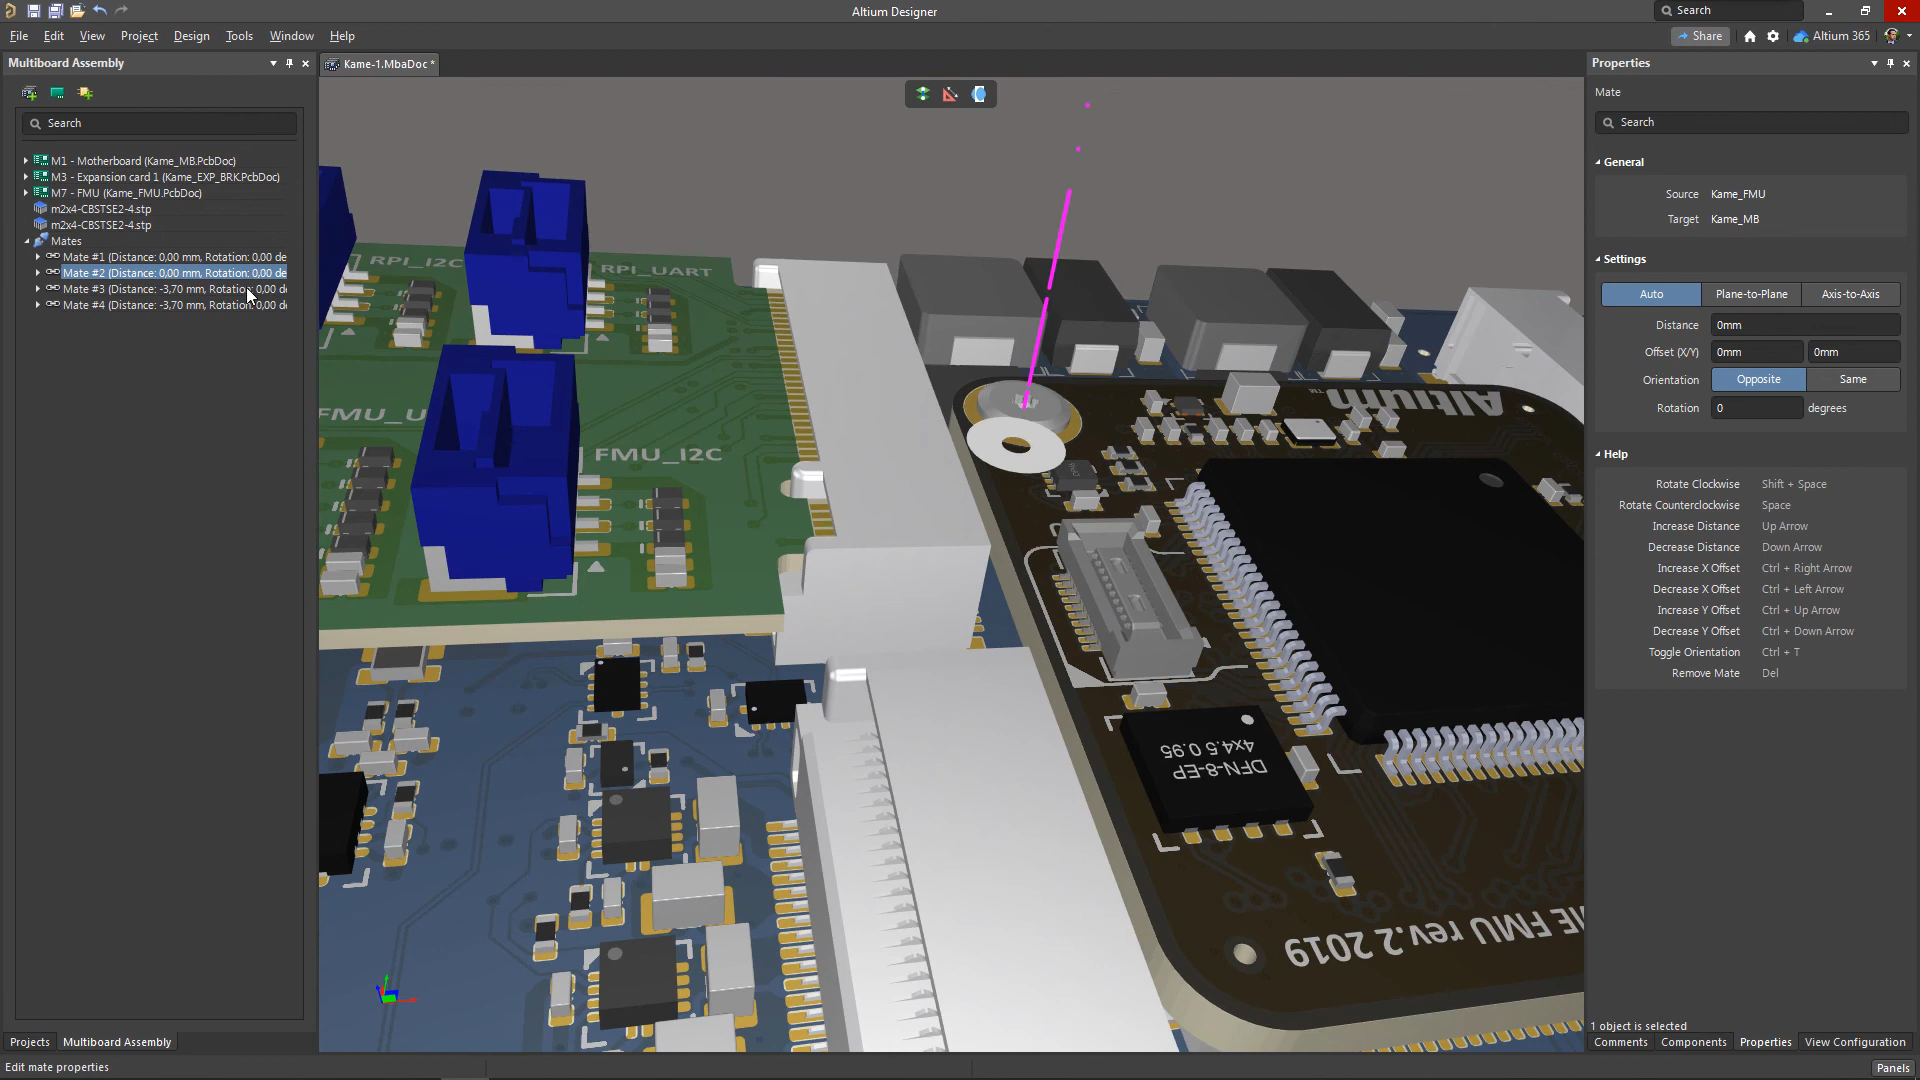 Altium Designer
Search
File Edit View Project Design Tools Window Help
Share
Altium 365
Multiboard Assembly
Kame-1.MbaDoc *
Properties
Search
M1 - Motherboard (Kame_MB.PcbDoc)
M3 - Expansion card 1 (Kame_EXP_BRK.PcbDoc)
M7 - FMU (Kame_FMU.PcbDoc)
m2x4-CBSTSE2-4.stp
m2x4-CBSTSE2-4.stp
Mates
Mate #1 (Distance: 0,00 mm, Rotation: 0,00 de
Mate #2 (Distance: 0,00 mm, Rotation: 0,00 de
Mate #3 (Distance: -3,70 mm, Rotation: 0,00 d
Mate #4 (Distance: -3,70 mm, Rotation: 0,00 d
RPI_I2C
RPI_UART
FMU_U
FMU_I2C
Altium
™
DFN-8-EP
4x4.5 0.95
ME FMU rev.2 2019
Mate
Search
General
Source Kame_FMU
Target Kame_MB
Settings
Auto Plane-to-Plane Axis-to-Axis
Distance 0mm
Offset (X/Y) 0mm 0mm
Orientation Opposite Same
Rotation 0 degrees
Help
Rotate Clockwise Shift + Space
Rotate Counterclockwise Space
Increase Distance Up Arrow
Decrease Distance Down Arrow
Increase X Offset Ctrl + Right Arrow
Decrease X Offset Ctrl + Left Arrow
Increase Y Offset Ctrl + Up Arrow
Decrease Y Offset Ctrl + Down Arrow
Toggle Orientation Ctrl + T
Remove Mate Del
1 object is selected
Projects Multiboard Assembly
Comments Components Properties View Configuration
Edit mate properties
Panels